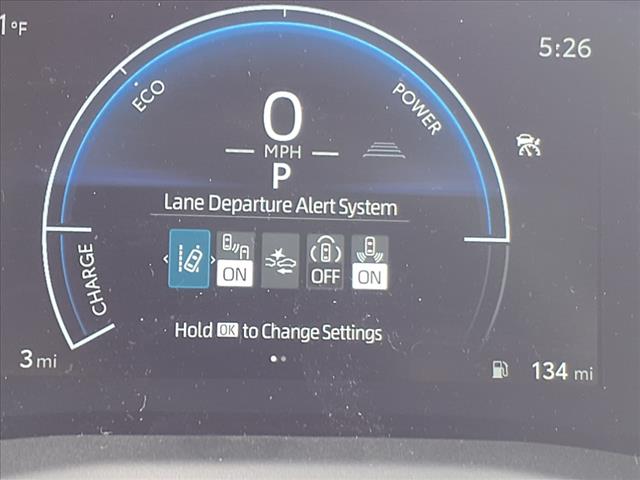 1°F
5:26
ECO
POWER
0
MPH
P
Lane Departure Alert System
CHARGE
ON
OFF
ON
Hold OK to Change Settings
3 mi
134 mi